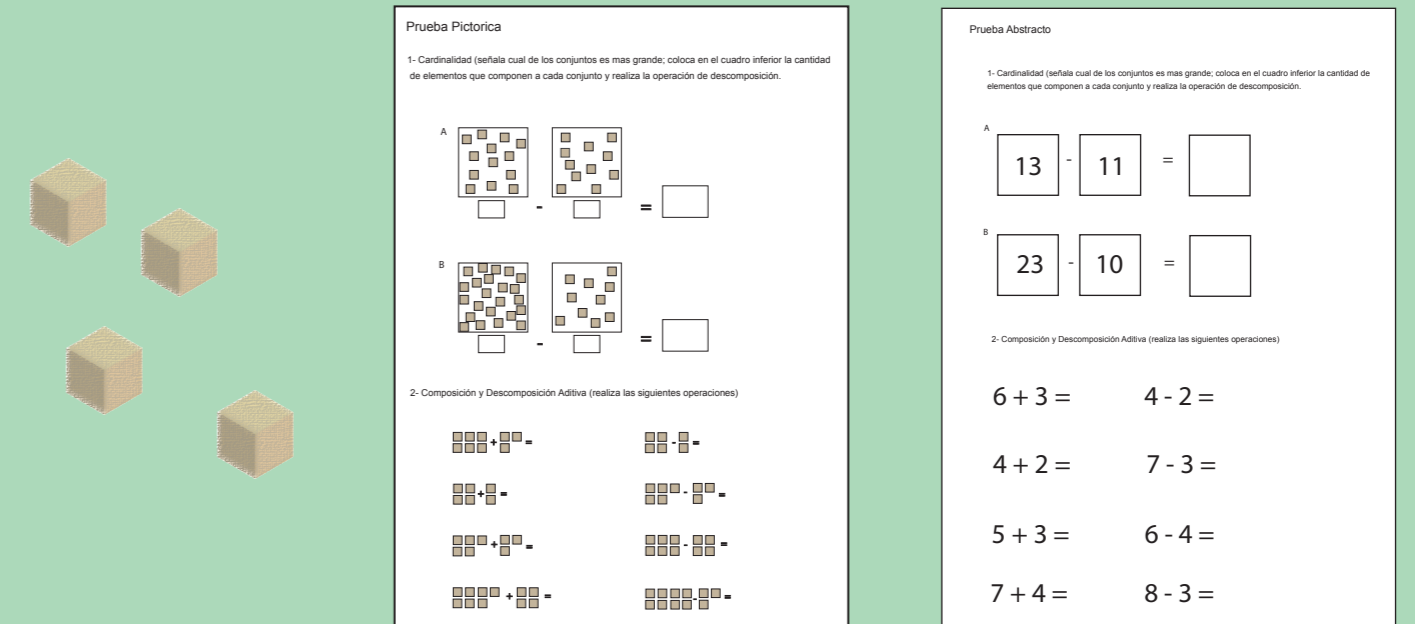 Prueba Pictorica
1- Cardinalidad (señala cual de los conjuntos es mas grande; coloca en el cuadro inferior la cantidad
de elementos que componen a cada conjunto y realiza la operación de descomposición.
A
- =
B
- =
2- Composición y Descomposición Aditiva (realiza las siguientes operaciones)
+ = - =
+ = - =
+ = - =
+ = - =
Prueba Abstracto
1- Cardinalidad (señala cual de los conjuntos es mas grande; coloca en el cuadro inferior la cantidad de
elementos que componen a cada conjunto y realiza la operación de descomposición.
A
13 - 11 =
B
23 - 10 =
2- Composición y Descomposición Aditiva (realiza las siguientes operaciones)
6 + 3 = 4 - 2 =
4 + 2 = 7 - 3 =
5 + 3 = 6 - 4 =
7 + 4 = 8 - 3 =